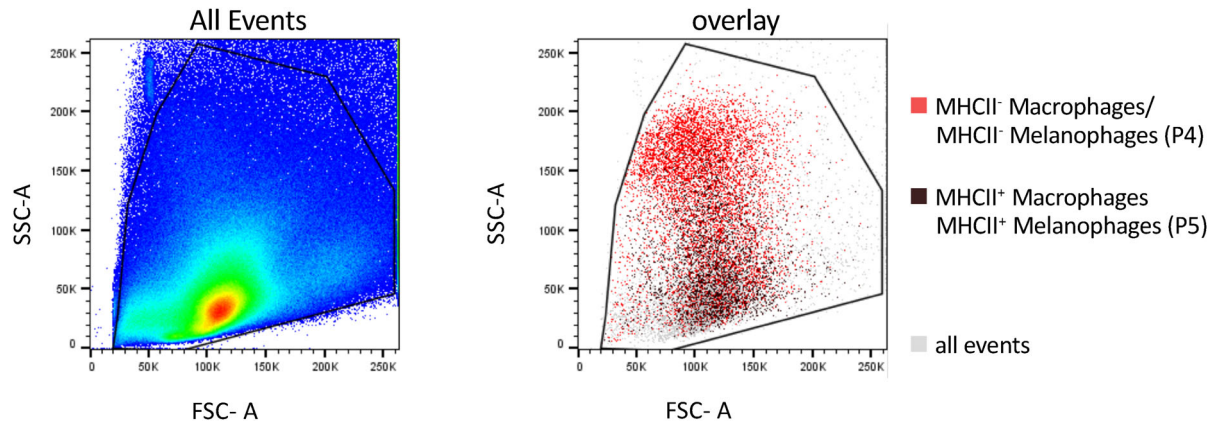 All Events
250K
200K
150K
100K
50K
0
0 50K 100K 150K 200K 250K
SSC-A
FSC- A
overlay
250K
200K
150K
100K
50K
0
0 50K 100K 150K 200K 250K
SSC-A
FSC- A
MHCII⁻ Macrophages/
MHCII⁻ Melanophages (P4)
MHCII⁺ Macrophages
MHCII⁺ Melanophages (P5)
all events